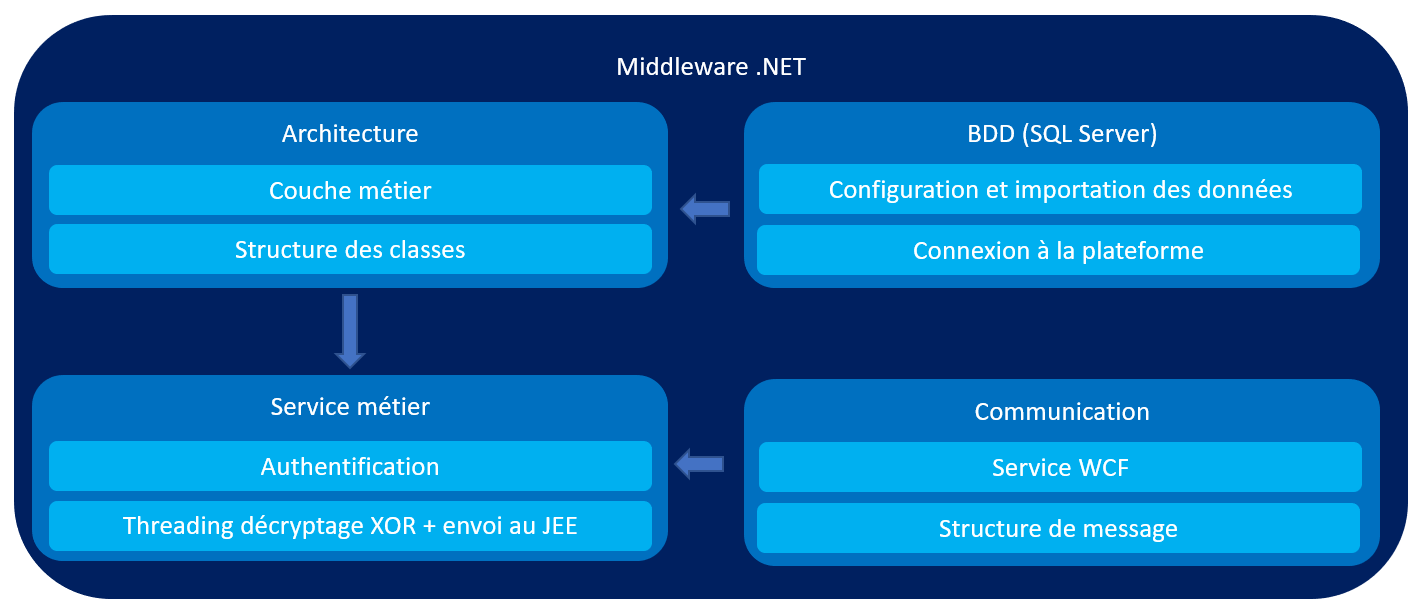 Middleware .NET
Architecture
Couche métier
Structure des classes
BDD (SQL Server)
Configuration et importation des données
Connexion à la plateforme
Service métier
Authentification
Threading décryptage XOR + envoi au JEE
Communication
Service WCF
Structure de message